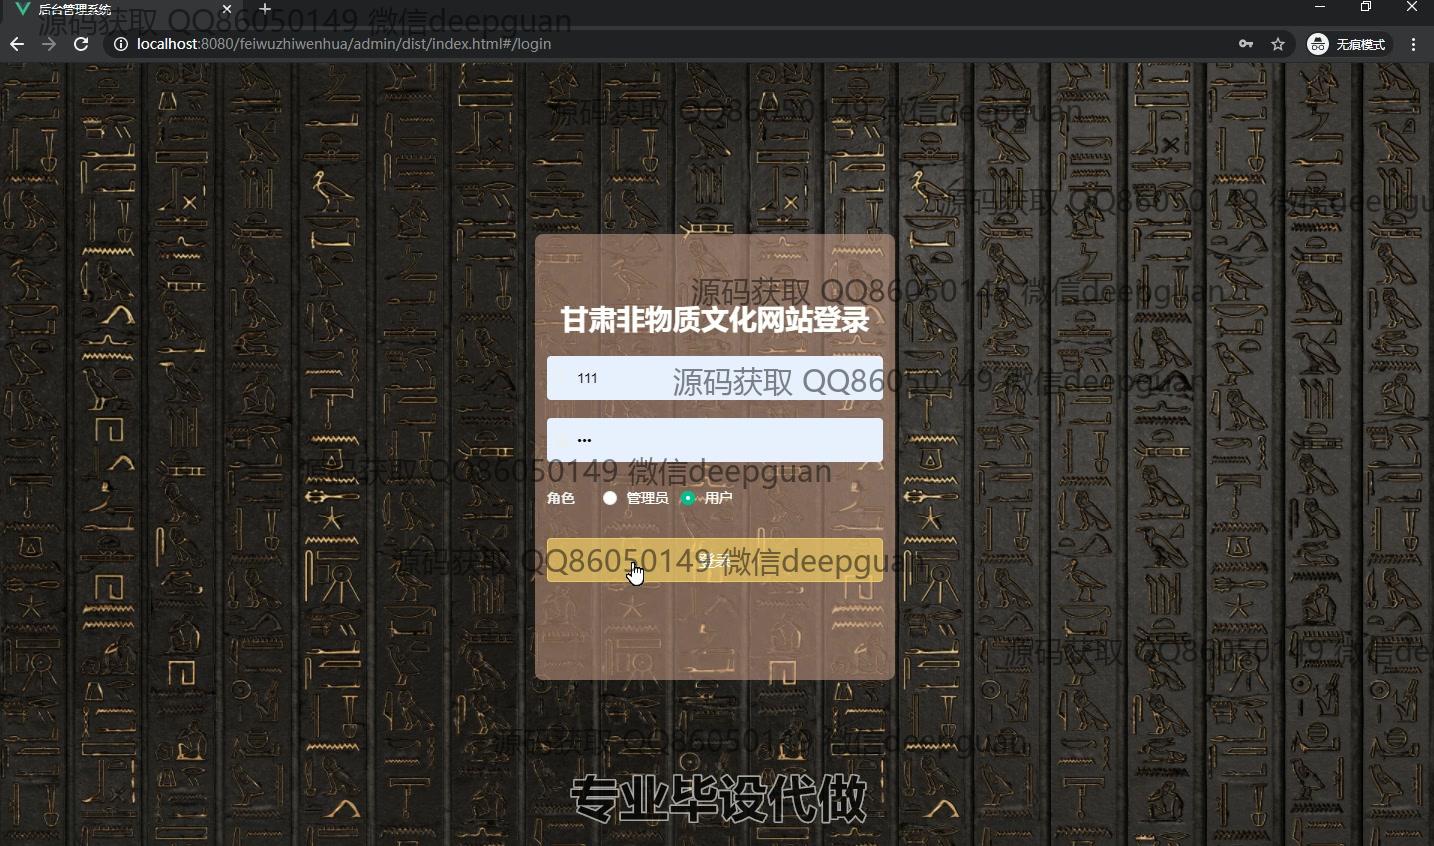 后台管理系统
源码获取 QQ86050149 微信deepguan
localhost:8080/feiwuzhiwenhua/admin/dist/index.html#/login
无痕模式
源码获取 QQ86050149 微信deepguan
源码获取 QQ86050149 微信deepgu
源码获取 QQ86050149 微信deepguan
甘肃非物质文化网站登录
111
源码获取 QQ86050149 微信deepguan
•••
源码获取 QQ86050149 微信deepguan
角色 管理员 用户
登录
源码获取 QQ86050149 微信deepguan
源码获取 QQ86050149 微信de
源码获取 QQ86050149 微信deepguan
专业毕设代做